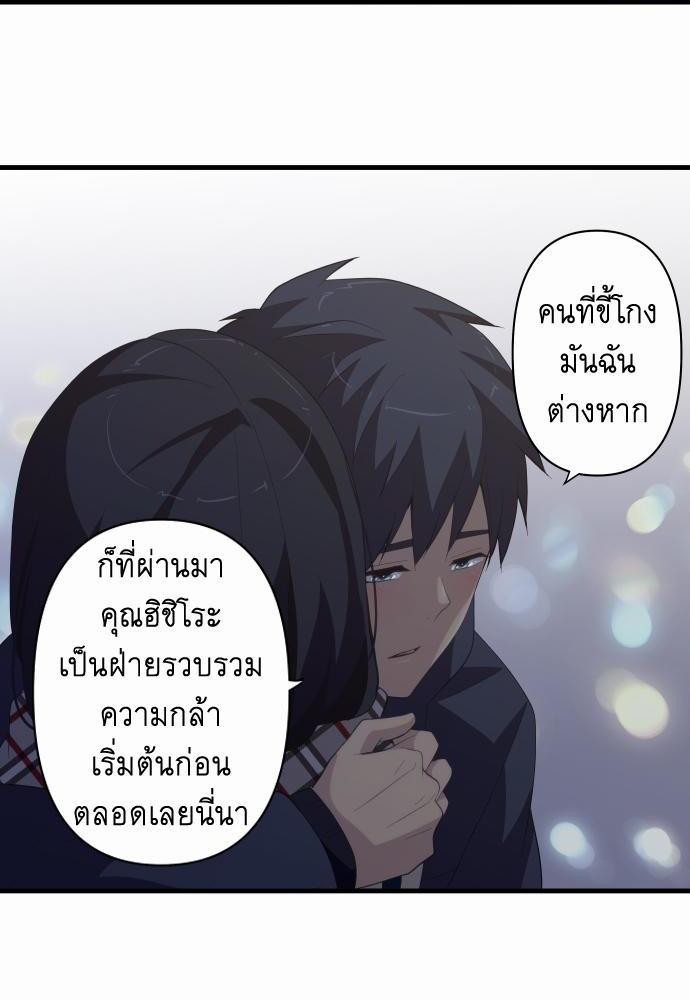 คนที่ขี้โกง
มันฉัน
ต่างหาก
ก็ที่ผ่านมา
คุณฮิชิโระ
เป็นฝ่ายรวบรวม
ความกล้า
เริ่มต้นก่อน
ตลอดเลยนี่นา